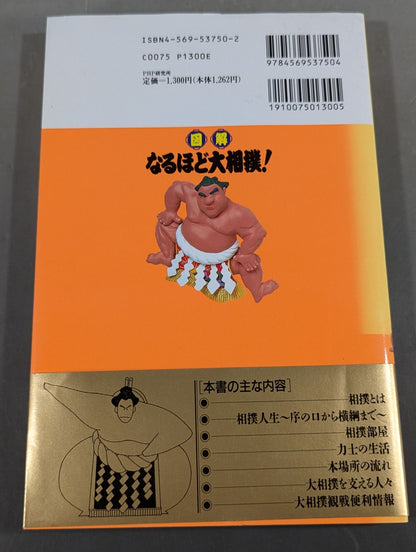 ISBN4-569-53750-2
C0075 P1300E
PHP研究所
定価=1,300円(本体1,262円)
9784569537504
1910075013005
図解
なるほど大相撲!
[本書の主な内容]
相撲とは
相撲人生〜序の口から横綱まで〜
相撲部屋
力士の生活
本場所の流れ
大相撲を支える人々
大相撲観戦便利情報